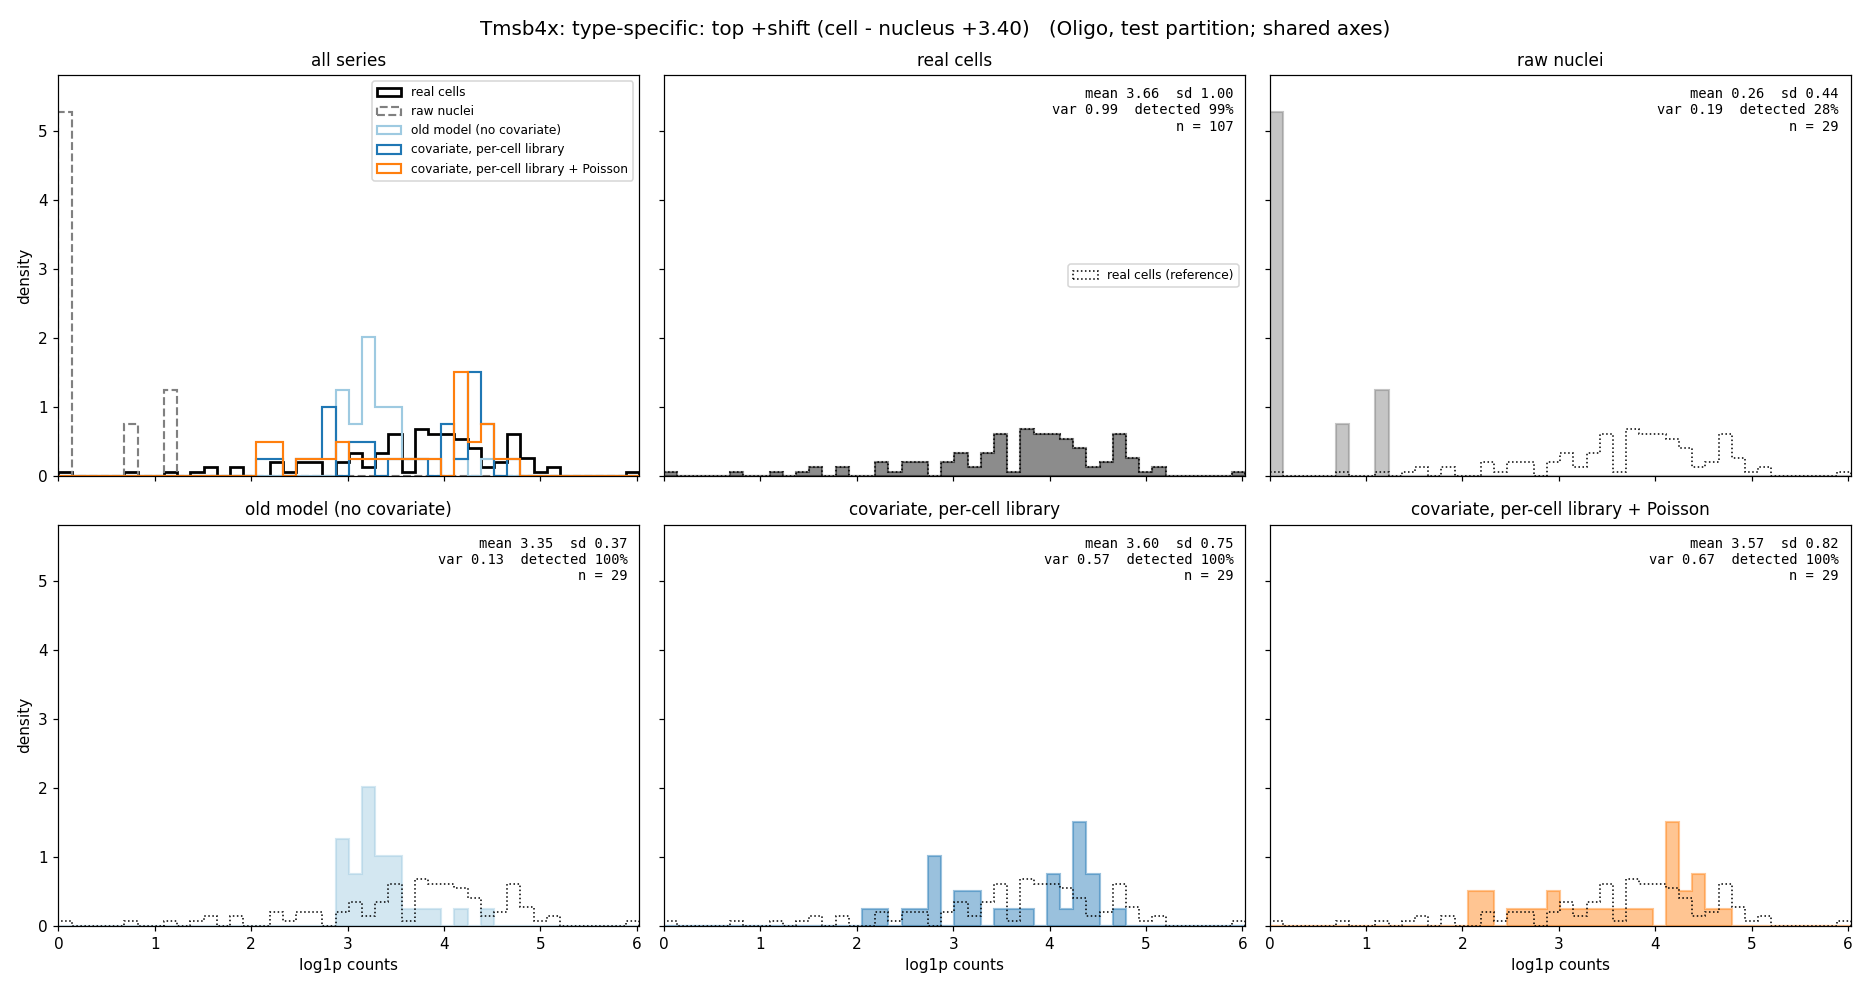 Tmsb4x: type-specific: top +shift (cell - nucleus +3.40)   (Oligo, test partition; shared axes)
all series
real cells
raw nuclei
old model (no covariate)
covariate, per-cell library
covariate, per-cell library + Poisson
density
5
4
3
2
1
0
real cells
mean 3.66  sd 1.00
var 0.99  detected 99%
n = 107
real cells (reference)
raw nuclei
mean 0.26  sd 0.44
var 0.19  detected 28%
n = 29
old model (no covariate)
mean 3.35  sd 0.37
var 0.13  detected 100%
n = 29
density
5
4
3
2
1
0
0 1 2 3 4 5 6
log1p counts
covariate, per-cell library
mean 3.60  sd 0.75
var 0.57  detected 100%
n = 29
0 1 2 3 4 5 6
log1p counts
covariate, per-cell library + Poisson
mean 3.57  sd 0.82
var 0.67  detected 100%
n = 29
0 1 2 3 4 5 6
log1p counts